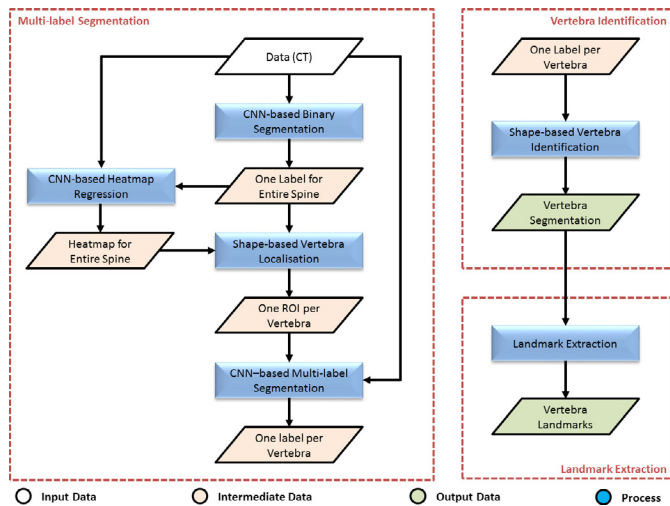 Multi-label Segmentation
Data (CT)
CNN-based Binary
Segmentation
CNN-based Heatmap
Regression
One Label for
Entire Spine
Heatmap for
Entire Spine
Shape-based Vertebra
Localisation
One ROI per
Vertebra
CNN–based Multi-label
Segmentation
One label per
Vertebra
Vertebra Identification
One Label per
Vertebra
Shape-based Vertebra
Identification
Vertebra
Segmentation
Landmark Extraction
Vertebra
Landmarks
Landmark Extraction
Input Data
Intermediate Data
Output Data
Process